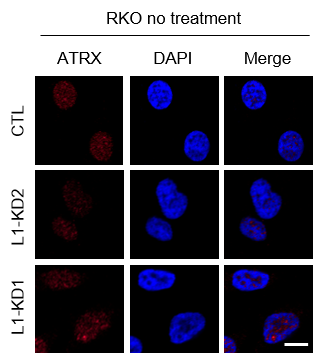 RKO no treatment
ATRX DAPI Merge
CTL
L1-KD2
L1-KD1